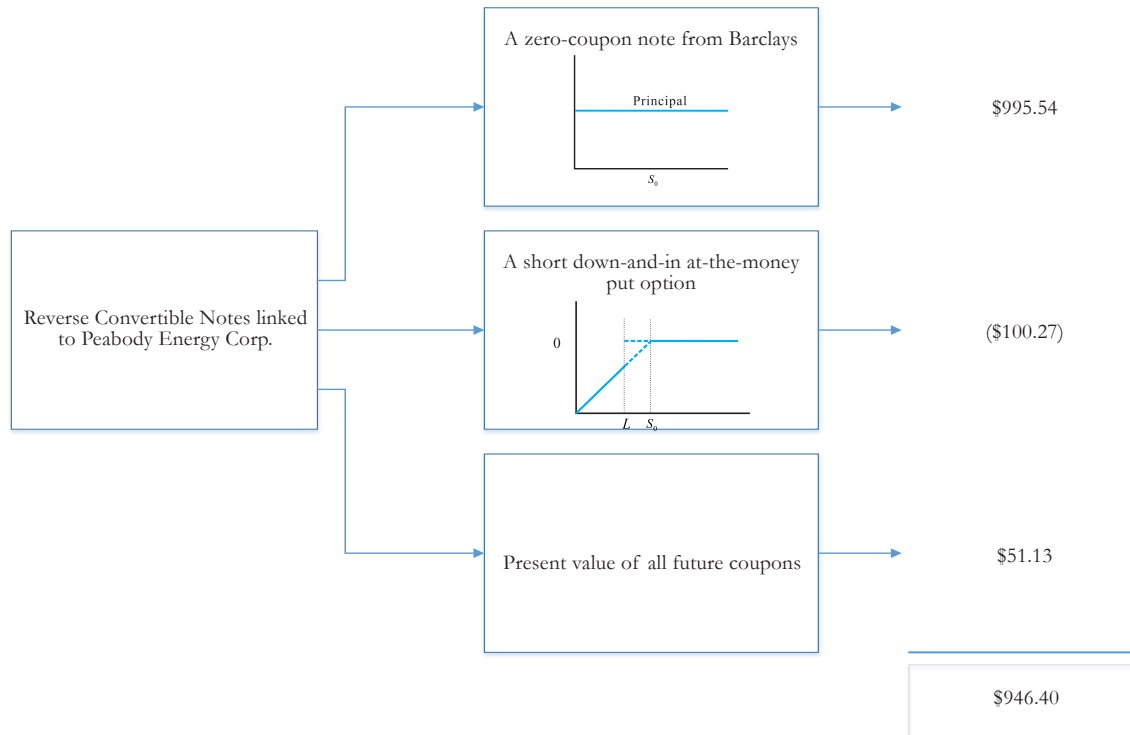 A zero-coupon note from Barclays
Principal
S₀
$995.54
Reverse Convertible Notes linked
to Peabody Energy Corp.
A short down-and-in at-the-money
put option
0
L S₀
($100.27)
Present value of all future coupons
$51.13
$946.40